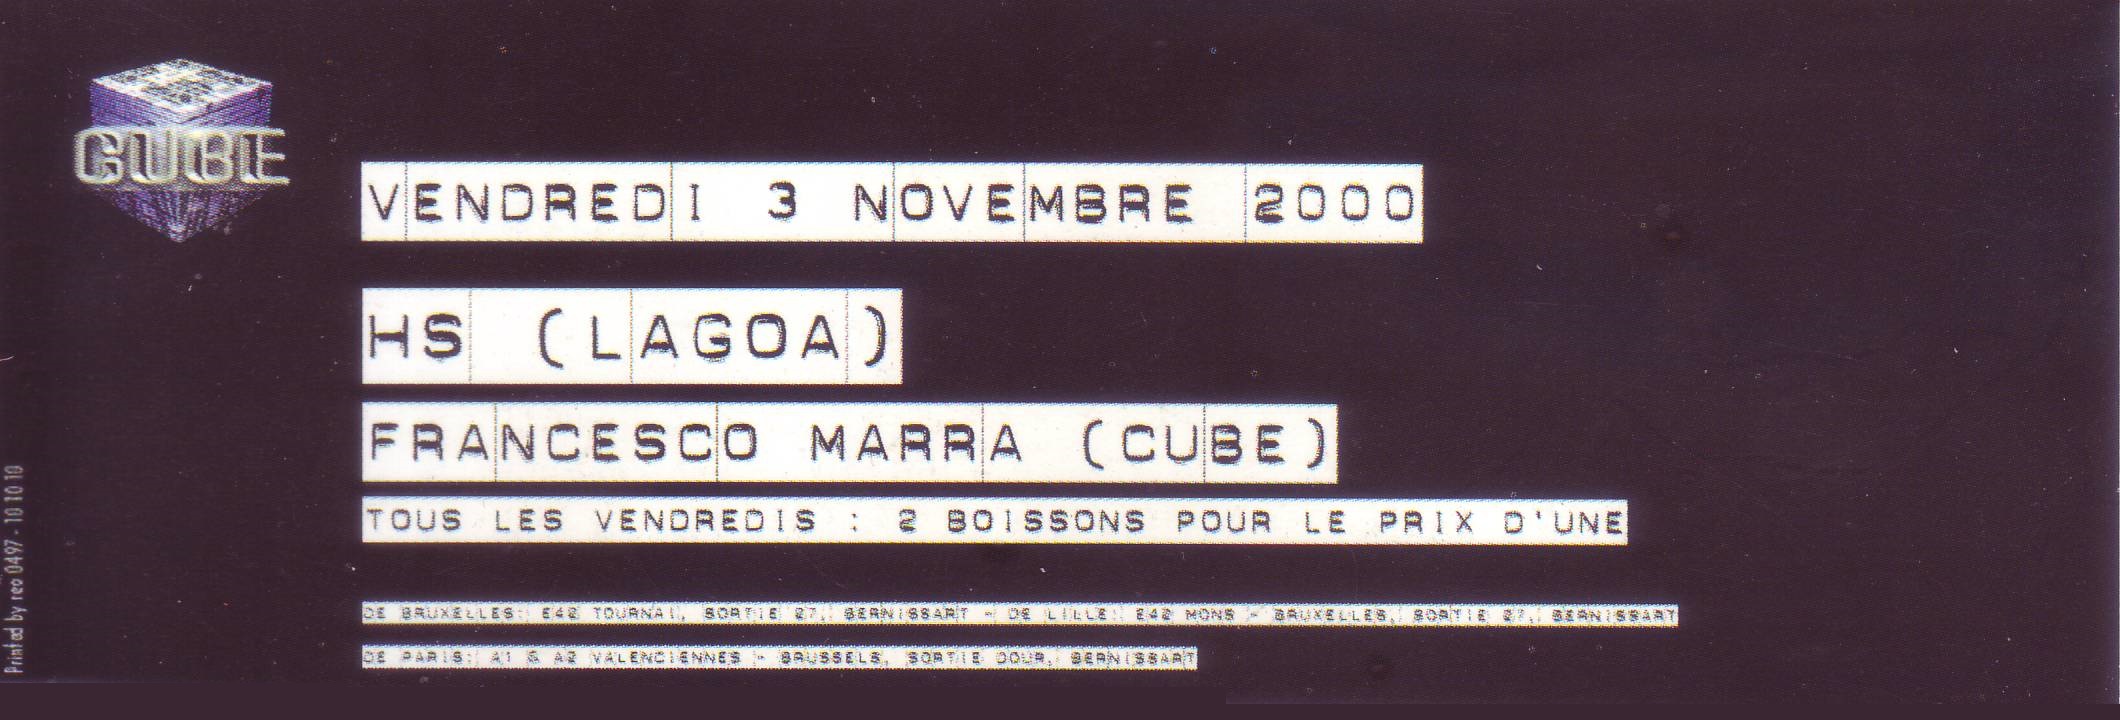 CUBE
VENDREDI 3 NOVEMBRE 2000
HS (LAGOA)
FRANCESCO MARRA (CUBE)
TOUS LES VENDREDIS : 2 BOISSONS POUR LE PRIX D'UNE
DE BRUXELLES: E42 TOURNAI, SORTIE 27, BERNISSART - DE LILLE: E42 MONS - BRUXELLES, SORTIE 27, BERNISSART
DE PARIS: A1 & A2 VALENCIENNES - BRUSSELS, SORTIE DOUR, BERNISSART
Printed by reo 0497 - 10 10 10